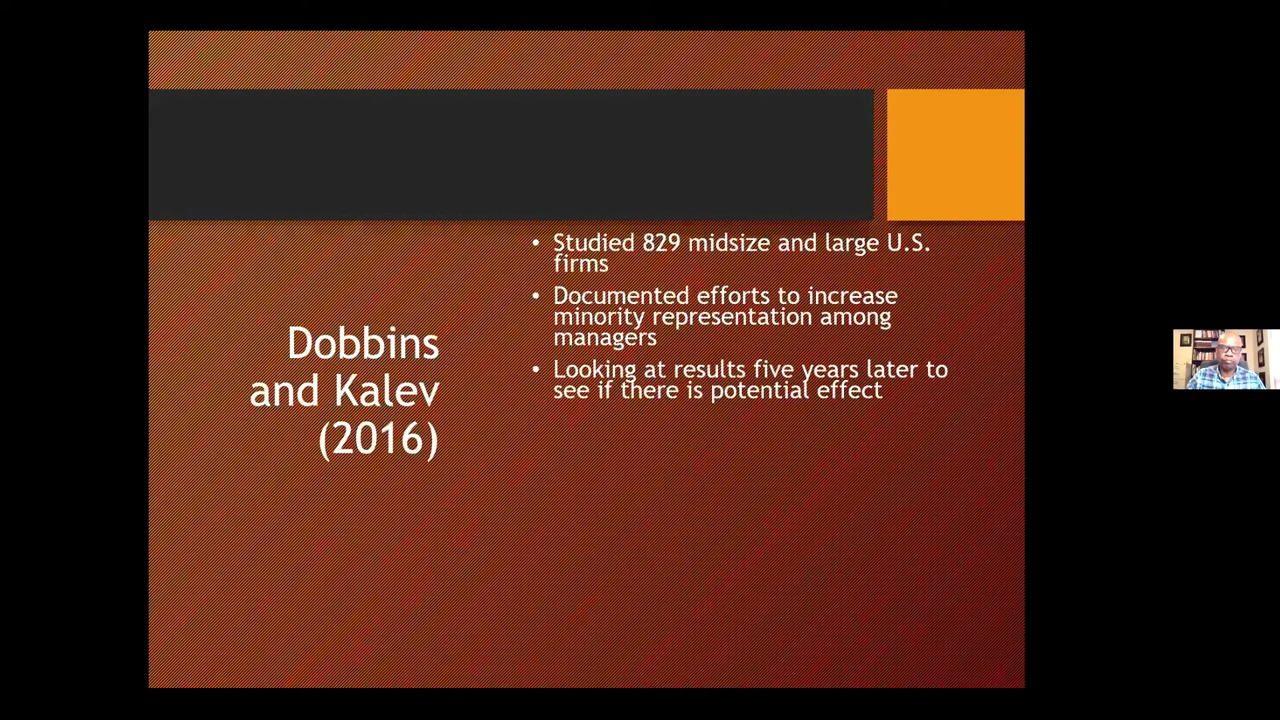 Dobbins
and Kalev
(2016)
• Studied 829 midsize and large U.S.
firms
• Documented efforts to increase
minority representation among
managers
• Looking at results five years later to
see if there is potential effect